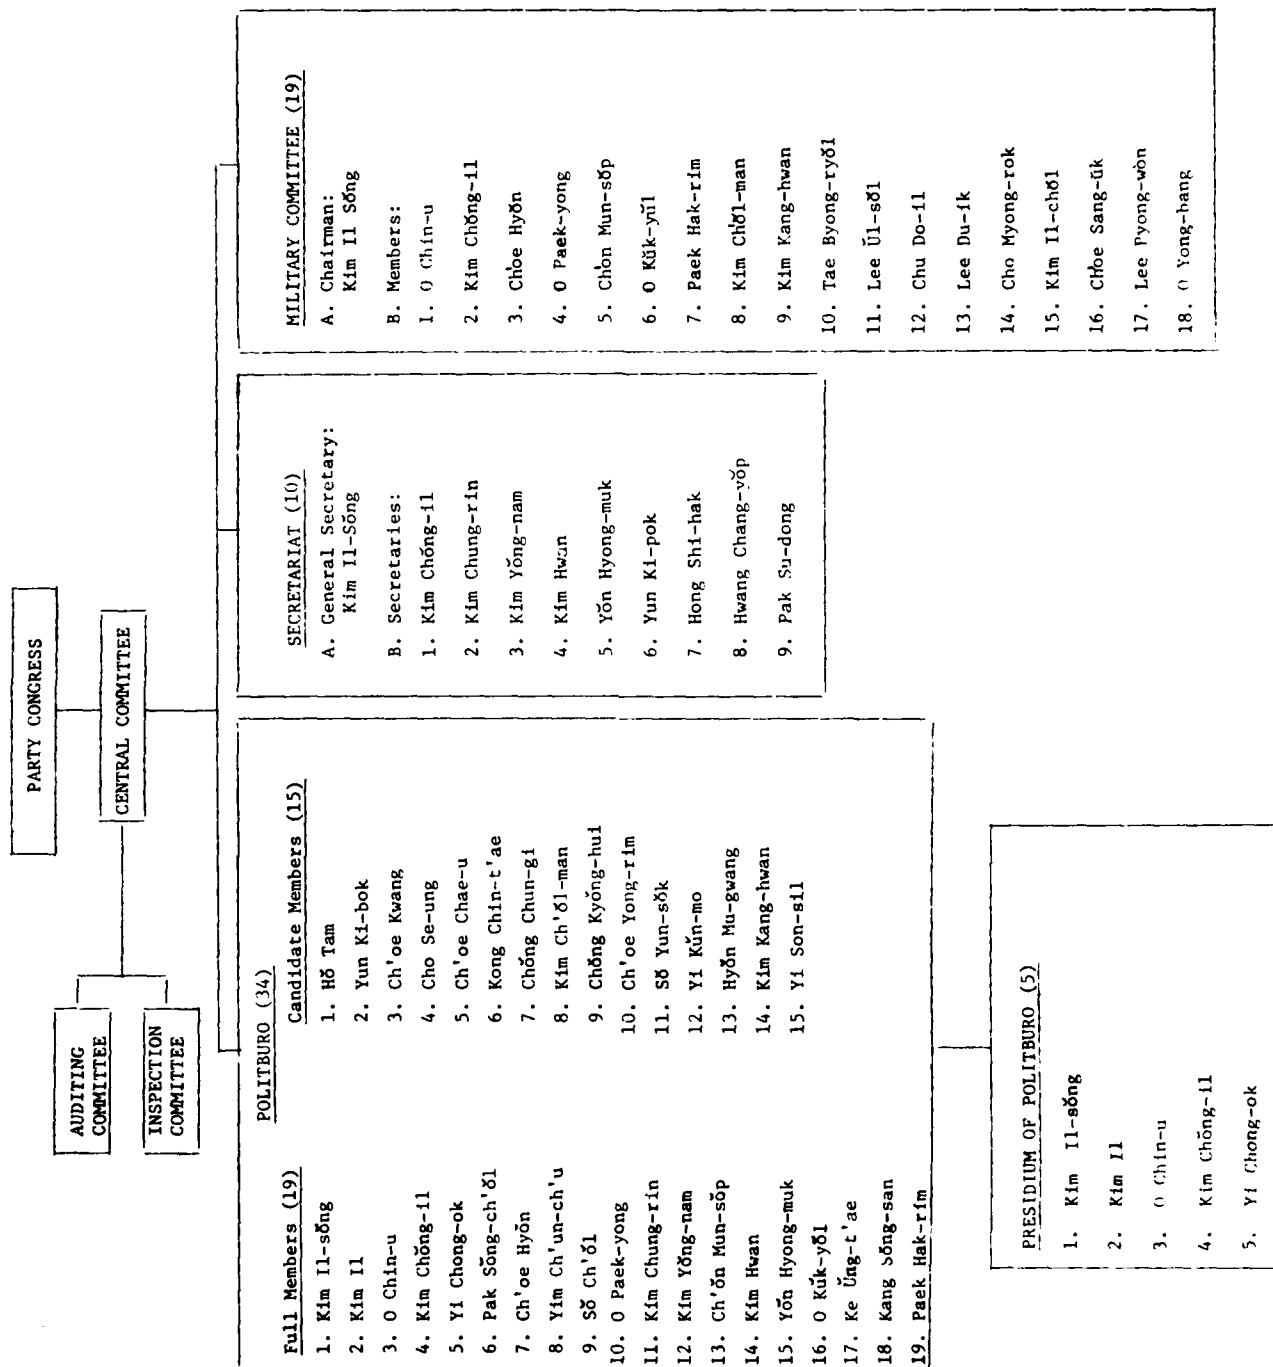 PARTY CONGRESS
CENTRAL COMMITTEE
AUDITING
COMMITTEE
INSPECTION
COMMITTEE
POLITBURO (34)
Full Members (19)
1. Kim Il-sŏng
2. Kim Il
3. O Chin-u
4. Kim Chŏng-il
5. Yi Chong-ok
6. Pak Sŏng-ch'ŏl
7. Ch'oe Hyŏn
8. Yim Ch'un-ch'u
9. Sŏ Ch'ŏl
10. O Paek-yong
11. Kim Chung-rin
12. Kim Yŏng-nam
13. Ch'ŏn Mun-sŏp
14. Kim Hwan
15. Yŏn Hyong-muk
16. O Kŭk-yŏl
17. Ke Ŭng-t'ae
18. Kang Sŏng-san
19. Paek Hak-rim
Candidate Members (15)
1. Hŏ Tam
2. Yun Ki-bok
3. Ch'oe Kwang
4. Cho Se-ung
5. Ch'oe Chae-u
6. Kong Chin-t'ae
7. Chŏng Chun-gi
8. Kim Ch'ŏl-man
9. Chŏng Kyŏng-hui
10. Ch'oe Yong-rim
11. Sŏ Yun-sŏk
12. Yi Kŭn-mo
13. Hyŏn Mu-gwang
14. Kim Kang-hwan
15. Yi Son-sil
SECRETARIAT (10)
A. General Secretary:
Kim Il-Sŏng
B. Secretaries:
1. Kim Chŏng-il
2. Kim Chung-rin
3. Kim Yŏng-nam
4. Kim Hwan
5. Yŏn Hyong-muk
6. Yun Ki-pok
7. Hong Shi-hak
8. Hwang Chang-yŏp
9. Pak Su-dong
MILITARY COMMITTEE (19)
A. Chairman:
Kim Il Sŏng
B. Members:
1. O Chin-u
2. Kim Chŏng-il
3. Ch'oe Hyŏn
4. O Paek-yong
5. Ch'on Mun-sŏp
6. O Kŭk-yŭl
7. Paek Hak-rim
8. Kim Ch'ŏl-man
9. Kim Kang-hwan
10. Tae Byong-ryŏl
11. Lee Ŭl-sŏl
12. Chu Do-il
13. Lee Du-ik
14. Cho Myong-rok
15. Kim Il-chŏl
16. Ch'oe Sang-ŭk
17. Lee Pyong-wŏn
18. O Yong-bang
PRESIDIUM OF POLITBURO (5)
1. Kim Il-sŏng
2. Kim Il
3. O Chin-u
4. Kim Chŏng-il
5. Yi Chong-ok